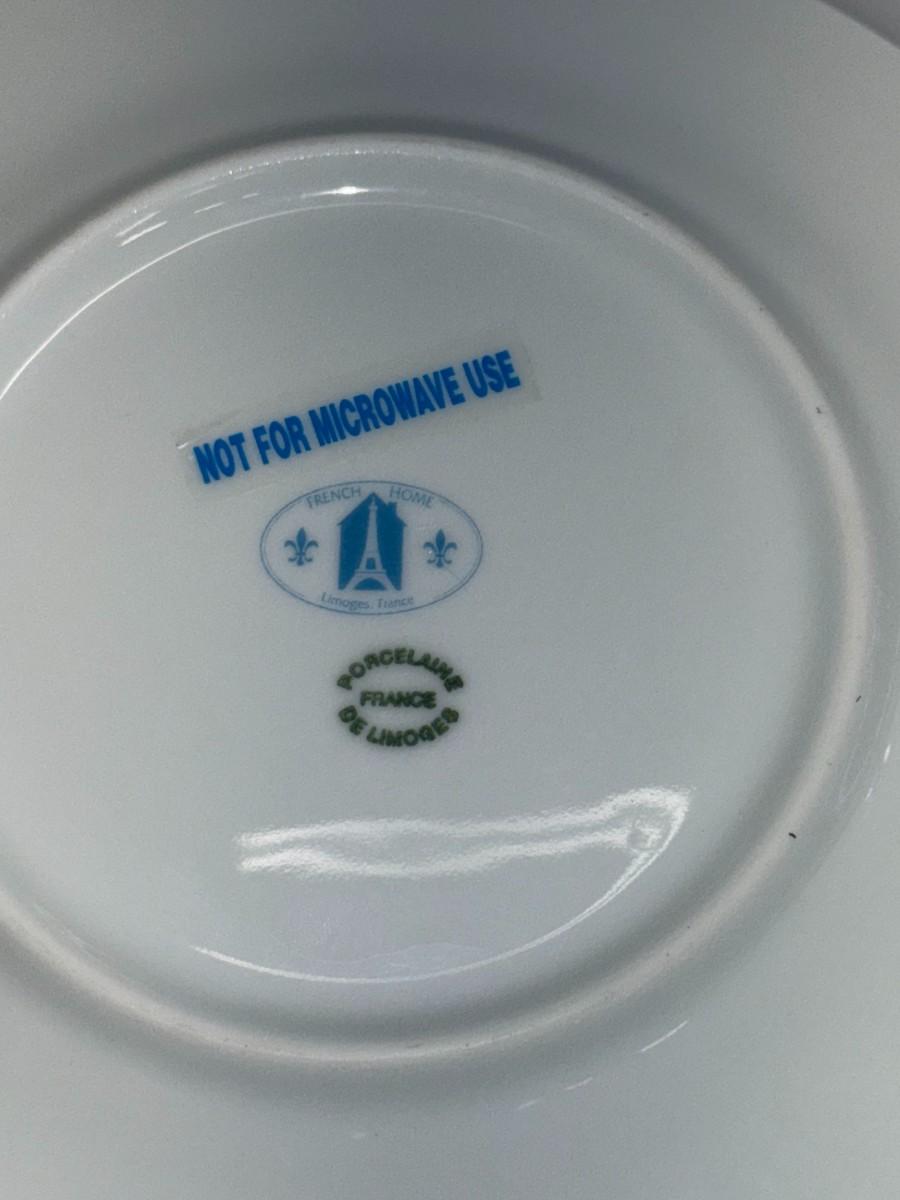 NOT FOR MICROWAVE USE
FRENCH HOME
Limoges, France
PORCELAINE
FRANCE
DE LIMOGES